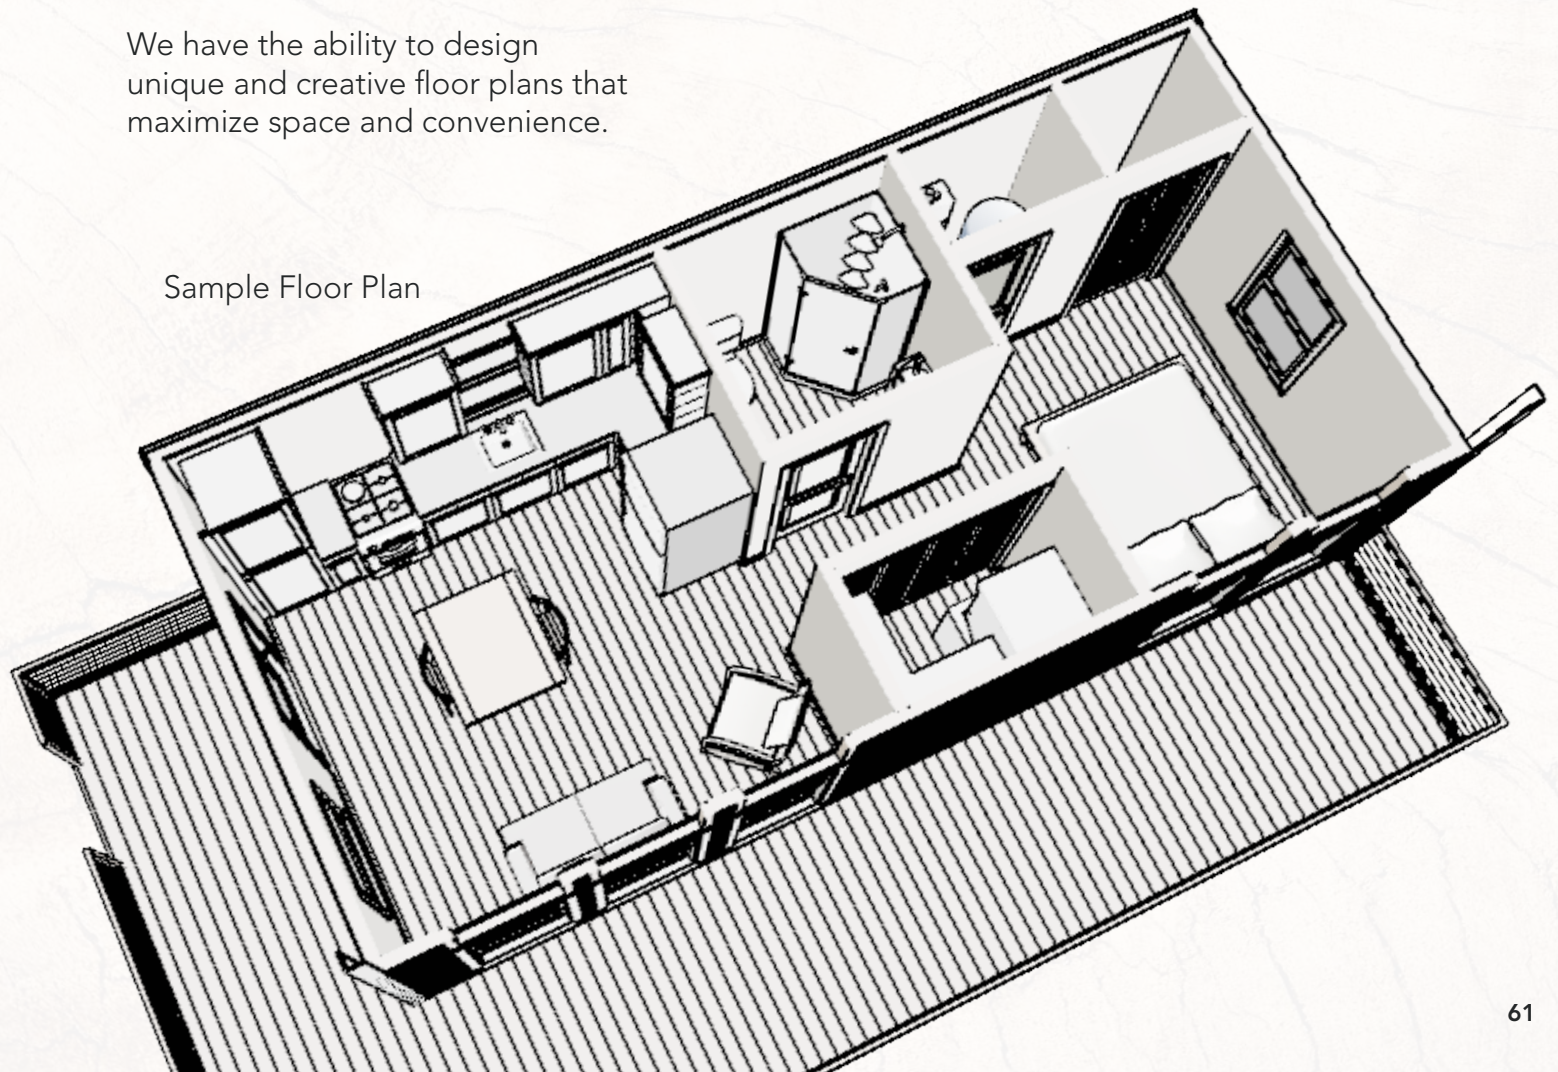 We have the ability to design
unique and creative floor plans that
maximize space and convenience.
Sample Floor Plan
61